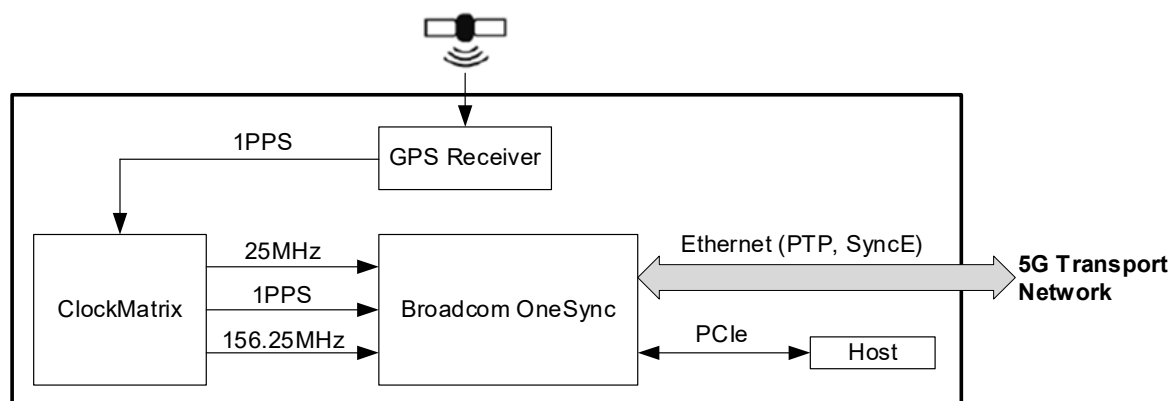 1PPS
GPS Receiver
25MHz
Ethernet (PTP, SyncE)
5G Transport
Network
ClockMatrix
1PPS
Broadcom OneSync
PCIe
156.25MHz
Host